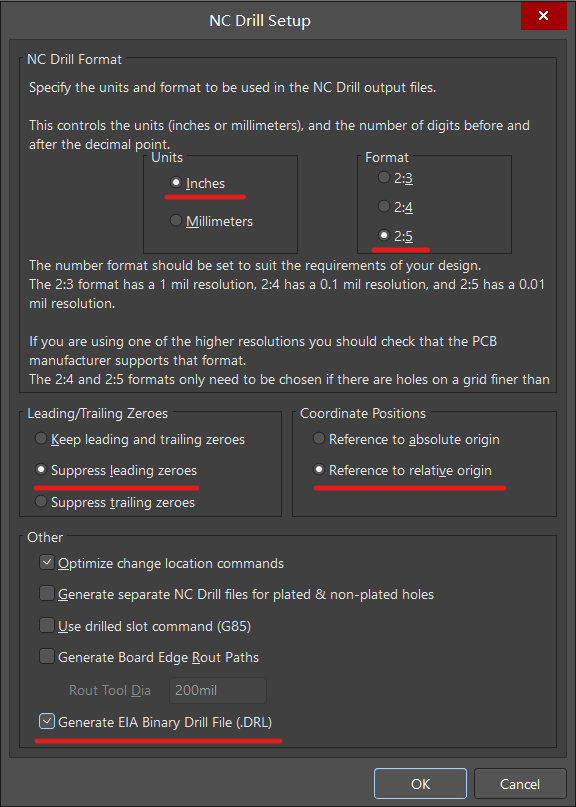 NC Drill Setup
NC Drill Format
Specify the units and format to be used in the NC Drill output files.
This controls the units (inches or millimeters), and the number of digits before and
after the decimal point.
Units
Inches
Millimeters
Format
2:3
2:4
2:5
The number format should be set to suit the requirements of your design.
The 2:3 format has a 1 mil resolution, 2:4 has a 0.1 mil resolution, and 2:5 has a 0.01
mil resolution.
If you are using one of the higher resolutions you should check that the PCB
manufacturer supports that format.
The 2:4 and 2:5 formats only need to be chosen if there are holes on a grid finer than
Leading/Trailing Zeroes
Keep leading and trailing zeroes
Suppress leading zeroes
Suppress trailing zeroes
Coordinate Positions
Reference to absolute origin
Reference to relative origin
Other
Optimize change location commands
Generate separate NC Drill files for plated & non-plated holes
Use drilled slot command (G85)
Generate Board Edge Rout Paths
Rout Tool Dia
200mil
Generate EIA Binary Drill File (.DRL)
OK
Cancel